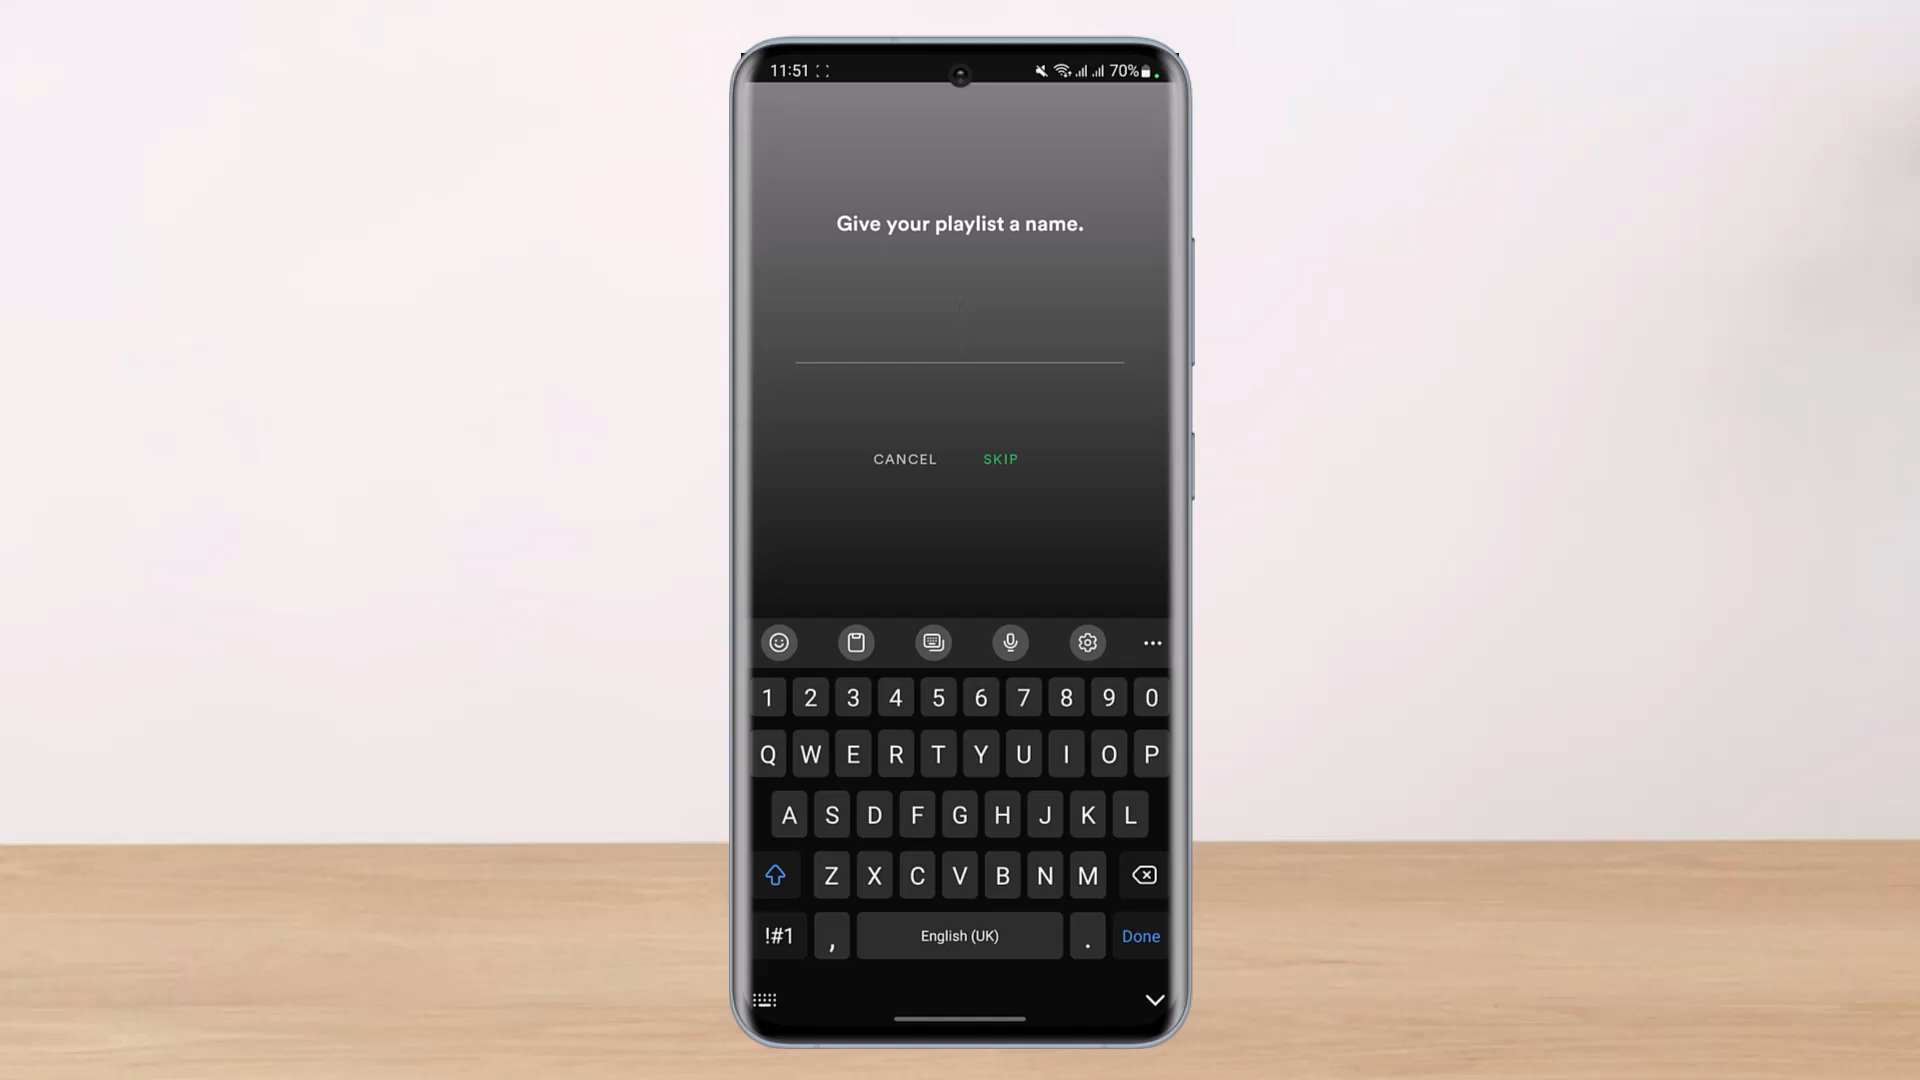 11:51 70%
Give your playlist a name.
CANCEL SKIP
1 2 3 4 5 6 7 8 9 0
Q W E R T Y U I O P
A S D F G H J K L
Z X C V B N M
!#1 , English (UK) . Done